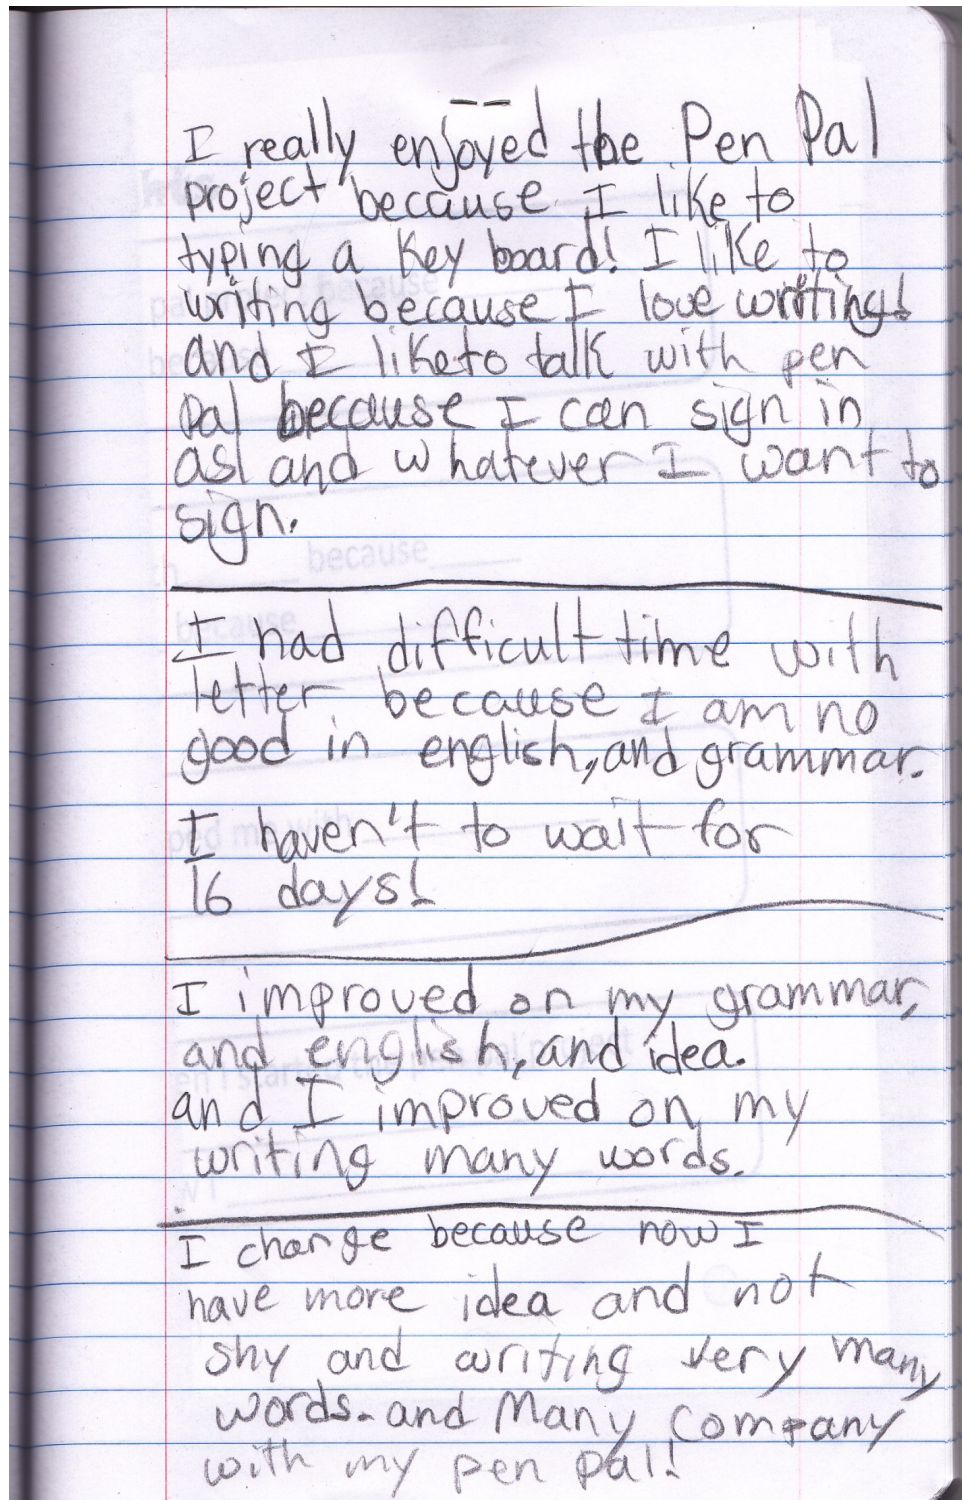 I really enjoyed the Pen Pal
project because I like to
typing a key board! I like to
writing because I love writing!
and I like to talk with pen
pal because I can sign in
asl and whatever I want to
sign.
because
because
I had difficult time with
letter because I am no
good in english, and grammar.
I haven't to wait for
16 days!
I improved on my grammar,
and english, and idea.
and I improved on my
writing many words.
I change because now I
have more idea and not
shy and writing very many
words. and Many company
with my pen pal!